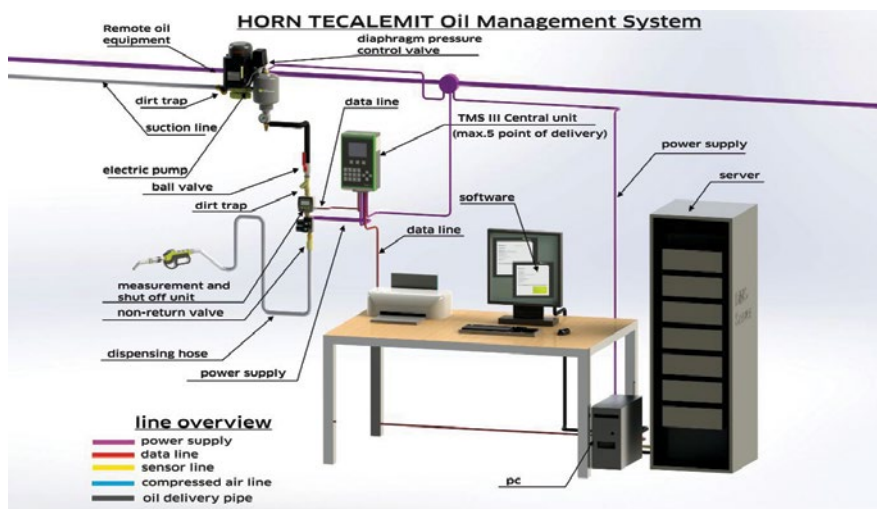 HORN TECALEMIT Oil Management System
Remote oil
equipment
diaphragm pressure
control valve
dirt trap
data line
suction line
TMS III Central unit
(max.5 point of delivery)
electric pump
power supply
ball valve
server
dirt trap
software
data line
measurement and
shut off unit
non-return valve
dispensing hose
power supply
line overview
power supply
data line
sensor line
compressed air line
oil delivery pipe
pc